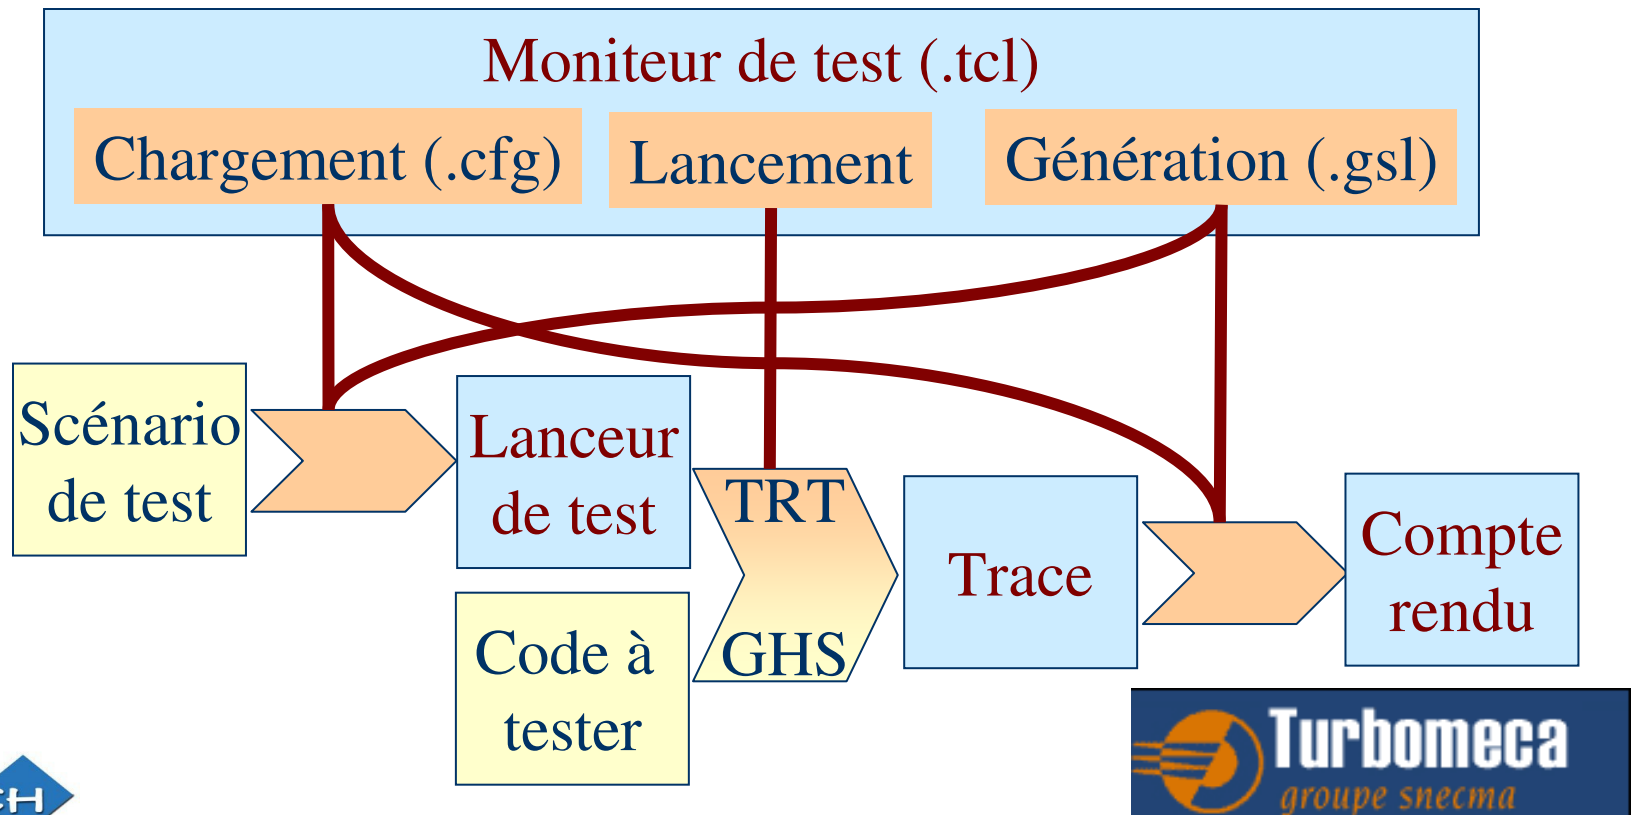 Moniteur de test (.tcl)
Chargement (.cfg)
Lancement
Génération (.gsl)
Scénario
de test
Lanceur
de test
Code à
tester
TRT
GHS
Trace
Compte
rendu
Turbomeca
groupe snecma
CH